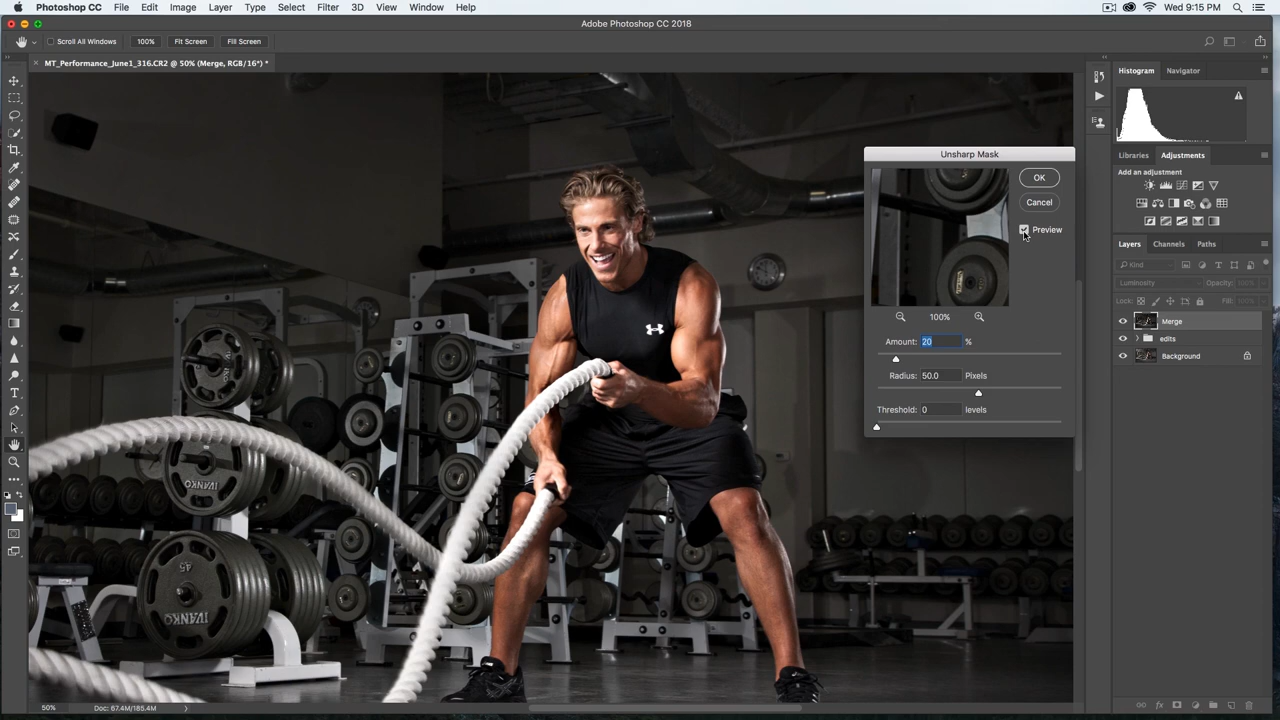 Photoshop CC File Edit Image Layer Type Select Filter 3D View Window Help Wed 9:15 PM
Adobe Photoshop CC 2018
Scroll All Windows 100% Fit Screen Fill Screen
MT_Performance_June1_316.CR2 @ 50% (Merge, RGB/16*) *
Histogram Navigator
Unsharp Mask
OK
Cancel
Preview
100%
Amount: 20 %
Radius: 50.0 Pixels
Threshold: 0 levels
Libraries Adjustments
Add an adjustment
Layers Channels Paths
Kind
Luminosity Opacity: 100%
Lock: Fill: 100%
Merge
edits
Background
IVANKO
45
IVANKO
50% Doc: 67.4M/185.4M